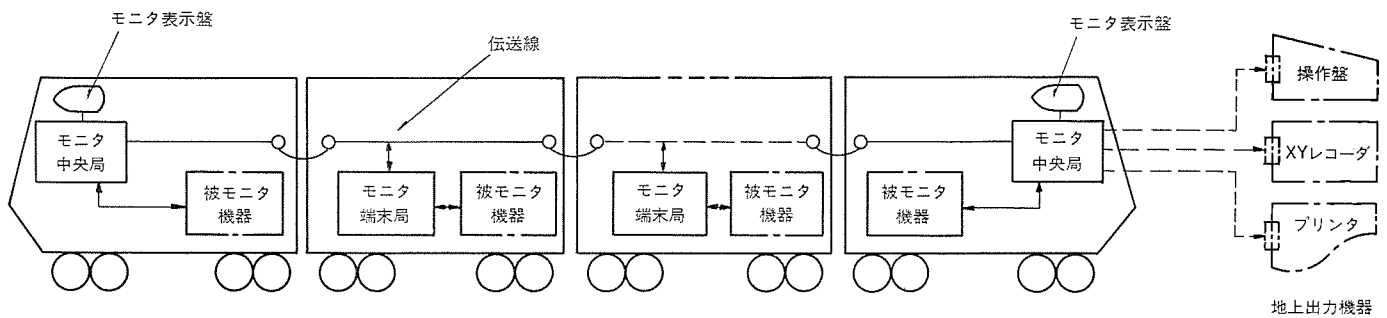 モニタ表示盤
伝送線
モニタ表示盤
モニタ
中央局
被モニタ
機器
モニタ
端末局
被モニタ
機器
モニタ
端末局
被モニタ
機器
被モニタ
機器
モニタ
中央局
操作盤
XYレコーダ
プリンタ
地上出力機器